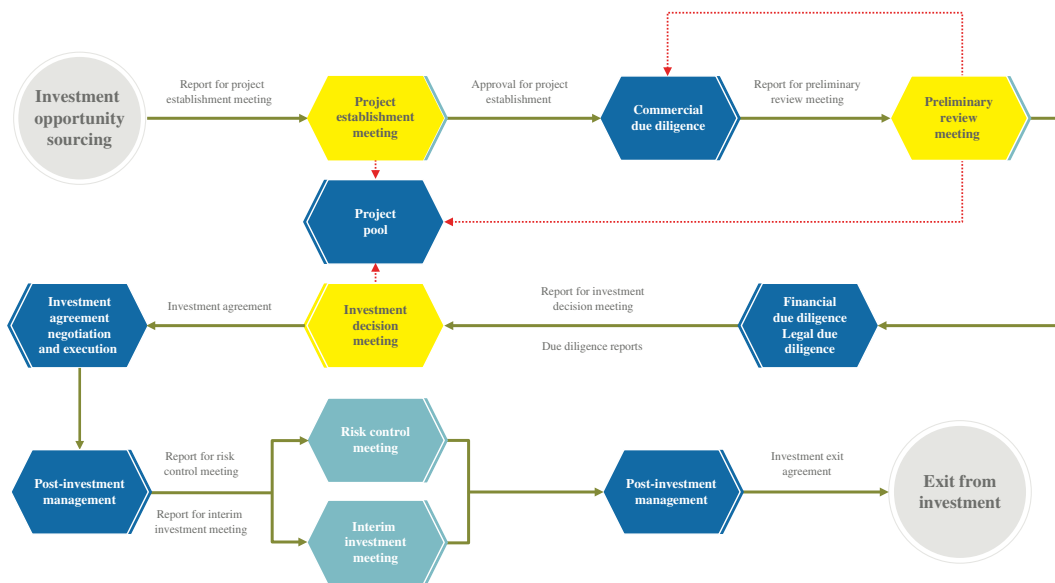 Investment
opportunity
sourcing
Report for project
establishment meeting
Project
establishment
meeting
Approval for project
establishment
Commercial
due diligence
Report for preliminary
review meeting
Preliminary
review
meeting
Project
pool
Investment
agreement
negotiation
and execution
Investment agreement
Investment
decision
meeting
Report for investment
decision meeting
Due diligence reports
Financial
due diligence
Legal due
diligence
Post-investment
management
Report for risk
control meeting
Report for interim
investment meeting
Risk control
meeting
Interim
investment
meeting
Post-investment
management
Investment exit
agreement
Exit from
investment